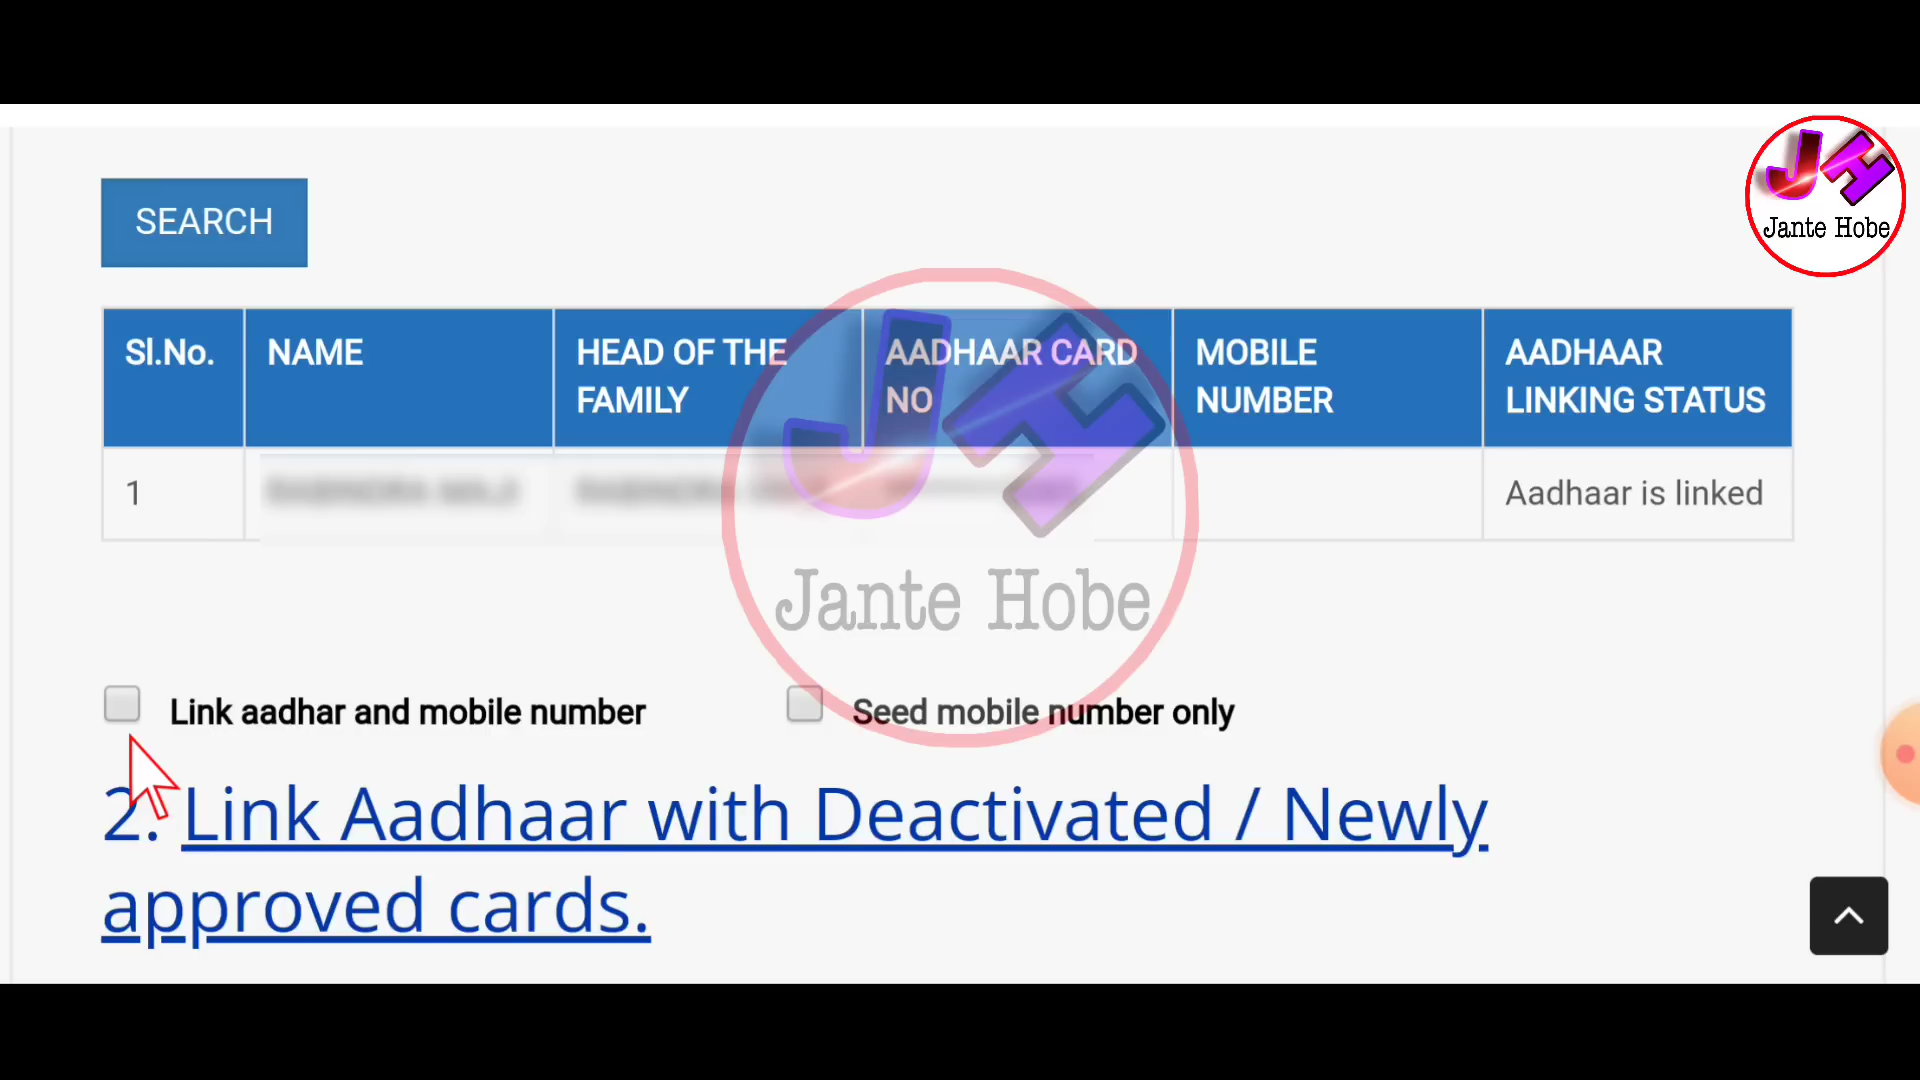 JH
Jante Hobe
SEARCH
Sl.No. NAME HEAD OF THE FAMILY AADHAAR CARD NO MOBILE NUMBER AADHAAR LINKING STATUS
1 Aadhaar is linked
JH
Jante Hobe
Link aadhar and mobile number Seed mobile number only
2. Link Aadhaar with Deactivated / Newly
approved cards.